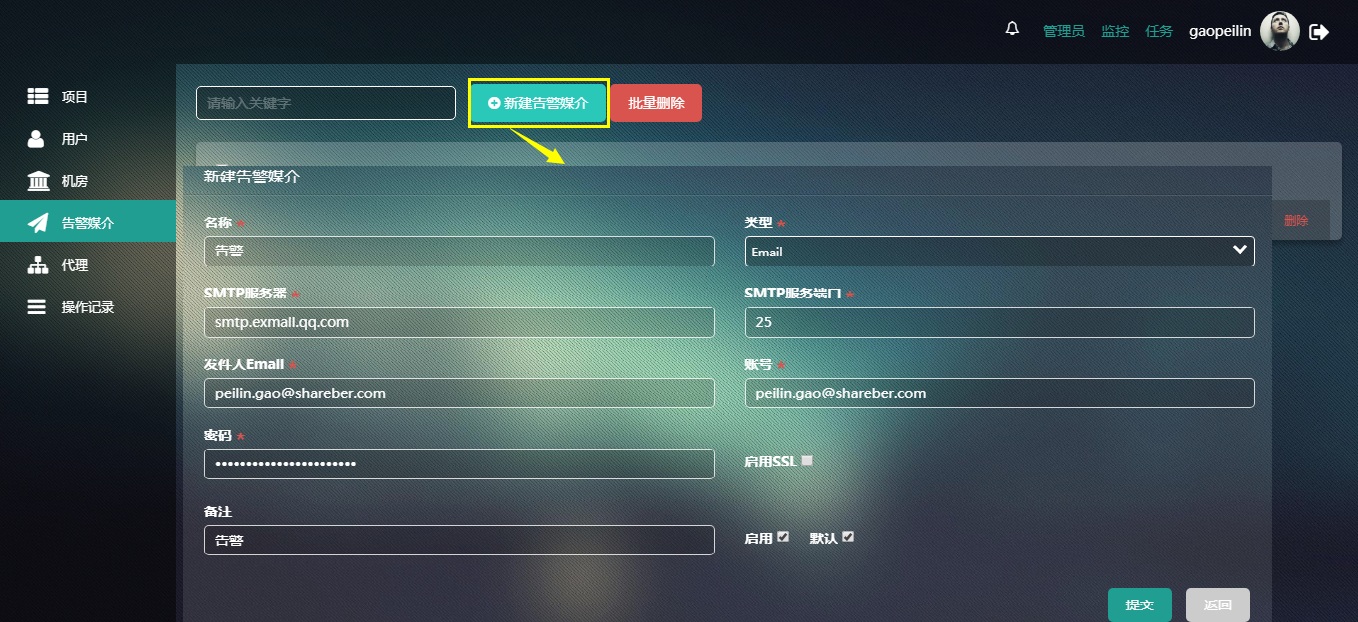 管理员 监控 任务 gaopeilin
项目
用户
机房
告警媒介
代理
操作记录
请输入关键字 新建告警媒介 批量删除
删除
新建告警媒介
名称 * 类型 *
告警 Email
SMTP服务器 * SMTP服务端口 *
smtp.exmall.qq.com 25
发件人Email * 账号 *
peilin.gao@shareber.com peilin.gao@shareber.com
密码 *
启用SSL
备注
告警 启用 默认
提交 返回